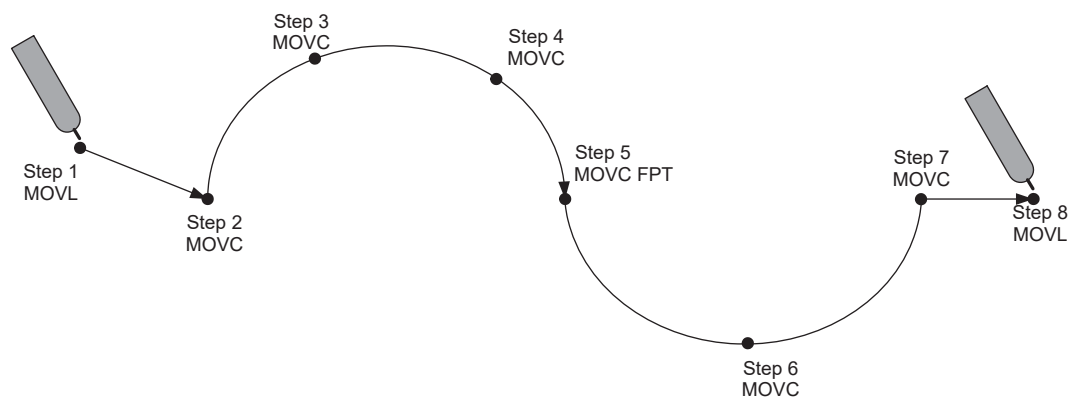 Step 1
MOVL
Step 2
MOVC
Step 3
MOVC
Step 4
MOVC
Step 5
MOVC FPT
Step 6
MOVC
Step 7
MOVC
Step 8
MOVL